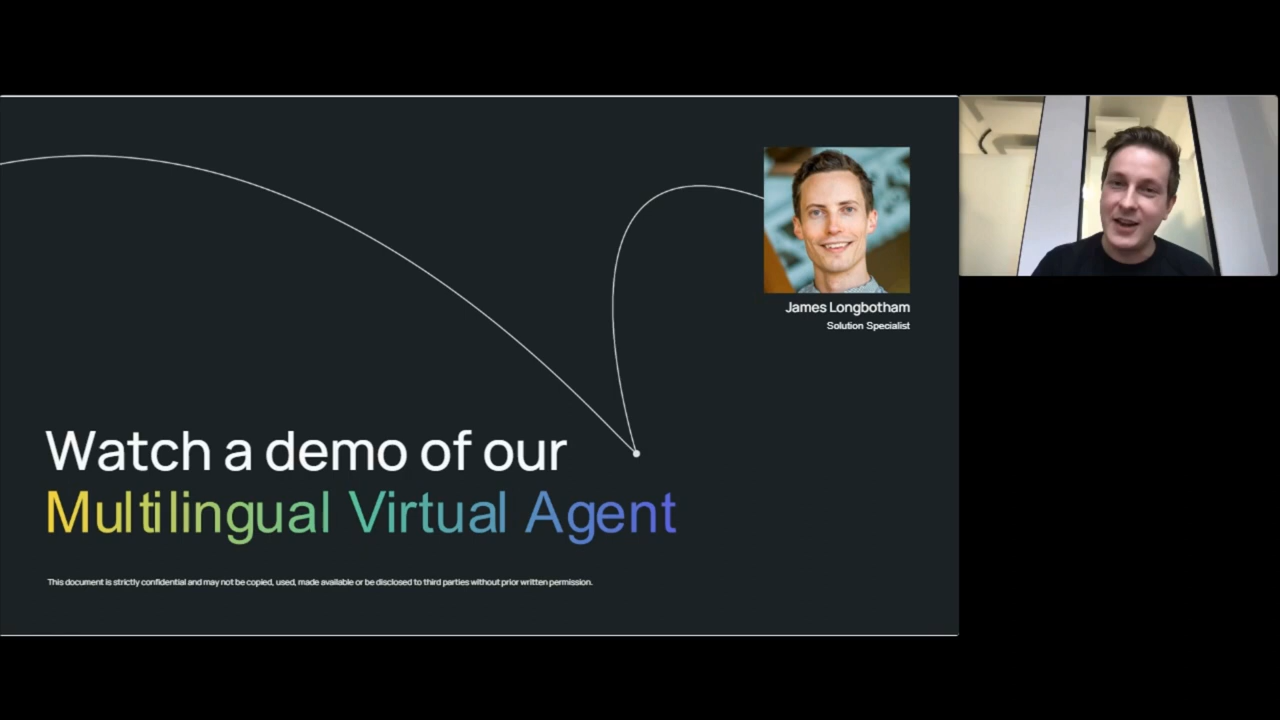 James Longbotham
Solution Specialist
Watch a demo of our
Multilingual Virtual Agent
This document is strictly confidential and may not be copied, used, made available or be disclosed to third parties without prior written permission.